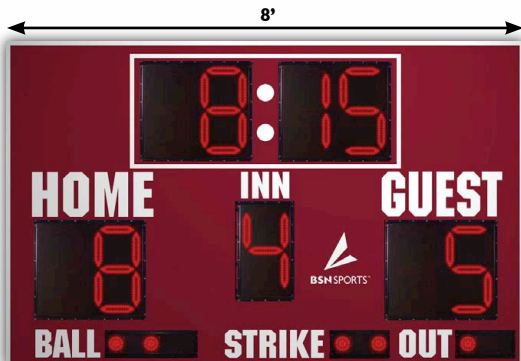 8’
8:15
HOME INN GUEST
8 4 5
BSN SPORTS
BALL STRIKE OUT